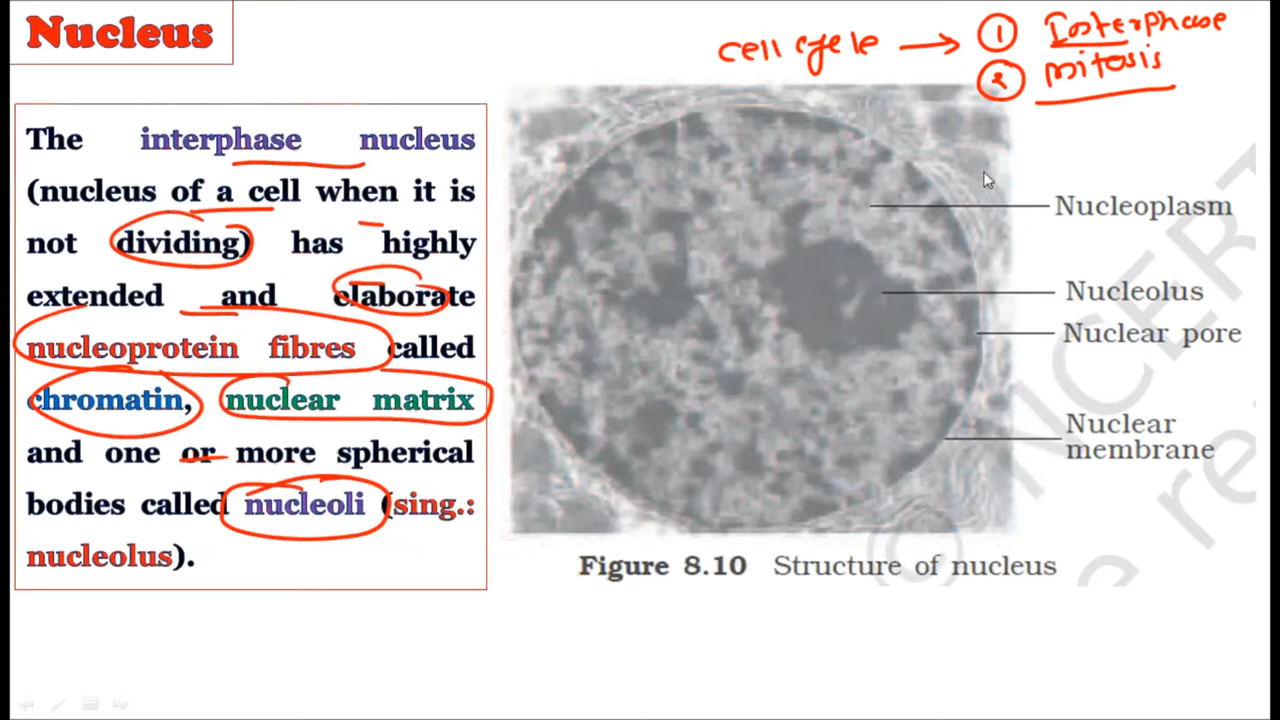 Nucleus
cell cycle → ① Interphase
② mitosis
The interphase nucleus
(nucleus of a cell when it is
not dividing) has highly
extended and elaborate
nucleoprotein fibres called
chromatin, nuclear matrix
and one or more spherical
bodies called nucleoli (sing.:
nucleolus).
Nucleoplasm
Nucleolus
Nuclear pore
Nuclear
membrane
Figure 8.10 Structure of nucleus
© NCER
e re